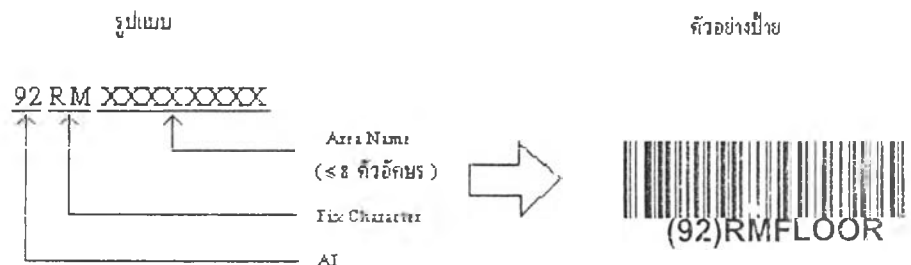 รูปแบบ
ตัวอย่างป้าย
92 RM XXXXXXXXX
Area Name
(≤ 8 ตัวอักษร )
Fix Character
AI
(92)RMFLOOR